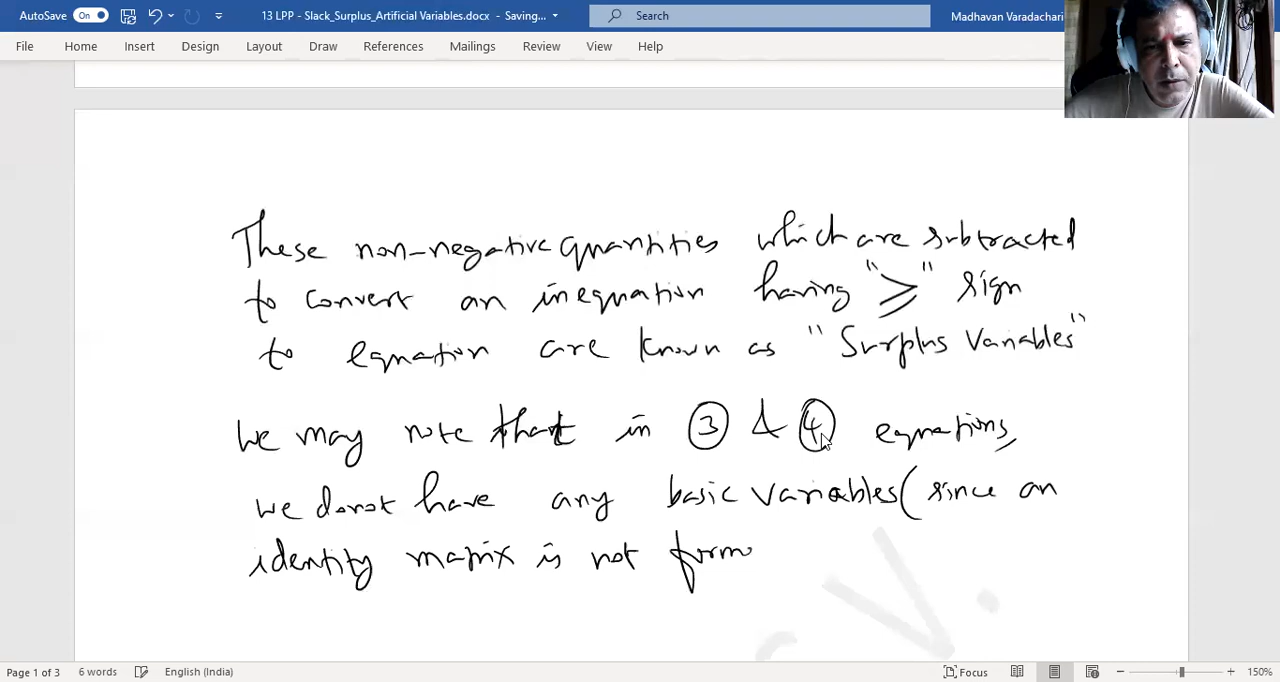 AutoSave On 13 LPP - Slack_Surplus_Artificial Variables.docx - Saving... Search Madhavan Varadachari
File Home Insert Design Layout Draw References Mailings Review View Help
These non-negative quantities which are subtracted
to convert an inequation having "≥" sign
to equation are known as "Surplus Variables"
We may note that in ③ & ④ equations,
we donot have any basic variables (since an
identity matrix is not form
V.
Page 1 of 3 6 words English (India) Focus 150%